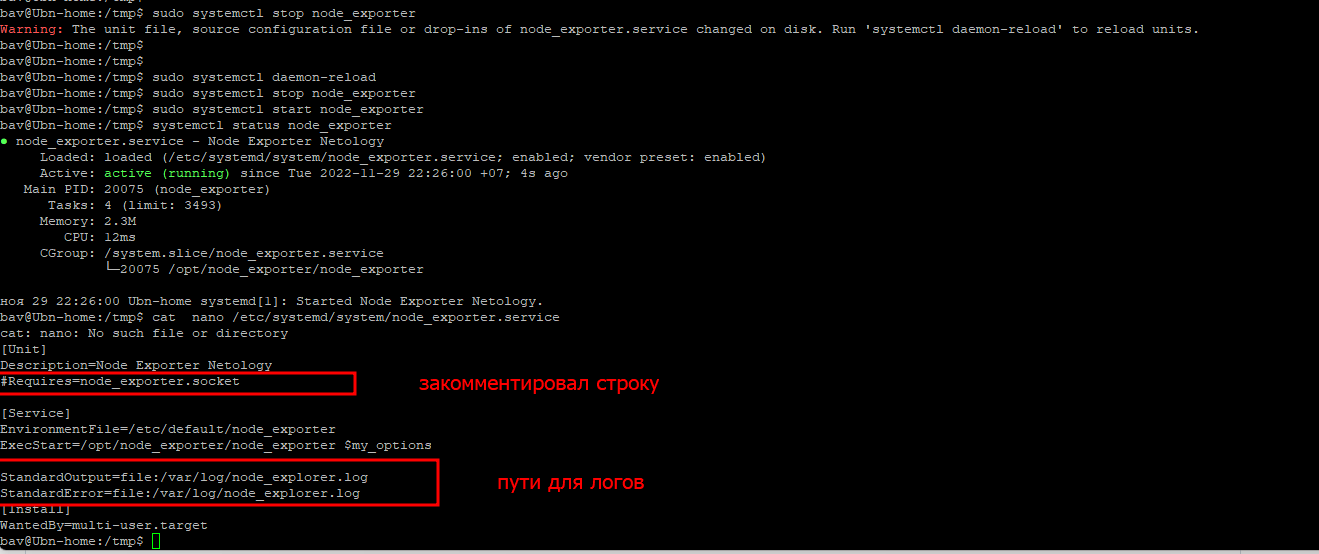 bav@Ubn-home:/tmp$
bav@Ubn-home:/tmp$ sudo systemctl stop node_exporter
Warning: The unit file, source configuration file or drop-ins of node_exporter.service changed on disk. Run 'systemctl daemon-reload' to reload units.
bav@Ubn-home:/tmp$
bav@Ubn-home:/tmp$
bav@Ubn-home:/tmp$ sudo systemctl daemon-reload
bav@Ubn-home:/tmp$ sudo systemctl stop node_exporter
bav@Ubn-home:/tmp$ sudo systemctl start node_exporter
bav@Ubn-home:/tmp$ systemctl status node_exporter
● node_exporter.service - Node Exporter Netology
Loaded: loaded (/etc/systemd/system/node_exporter.service; enabled; vendor preset: enabled)
Active: active (running) since Tue 2022-11-29 22:26:00 +07; 4s ago
Main PID: 20075 (node_exporter)
Tasks: 4 (limit: 3493)
Memory: 2.3M
CPU: 12ms
CGroup: /system.slice/node_exporter.service
└─20075 /opt/node_exporter/node_exporter
ноя 29 22:26:00 Ubn-home systemd[1]: Started Node Exporter Netology.
bav@Ubn-home:/tmp$ cat  nano /etc/systemd/system/node_exporter.service
cat: nano: No such file or directory
[Unit]
Description=Node Exporter Netology
#Requires=node_exporter.socket
закомментировал строку
[Service]
EnvironmentFile=/etc/default/node_exporter
ExecStart=/opt/node_exporter/node_exporter $my_options
StandardOutput=file:/var/log/node_explorer.log
StandardError=file:/var/log/node_explorer.log
пути для логов
[Install]
WantedBy=multi-user.target
bav@Ubn-home:/tmp$